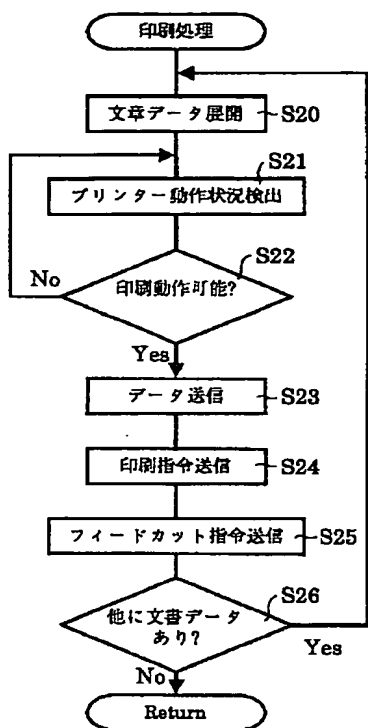 印刷処理
文章データ展開
S20
プリンター動作状況検出
S21
印刷動作可能?
S22
No
Yes
データ送信
S23
印刷指令送信
S24
フィードカット指令送信
S25
他に文書データ
あり?
S26
Yes
No
Return